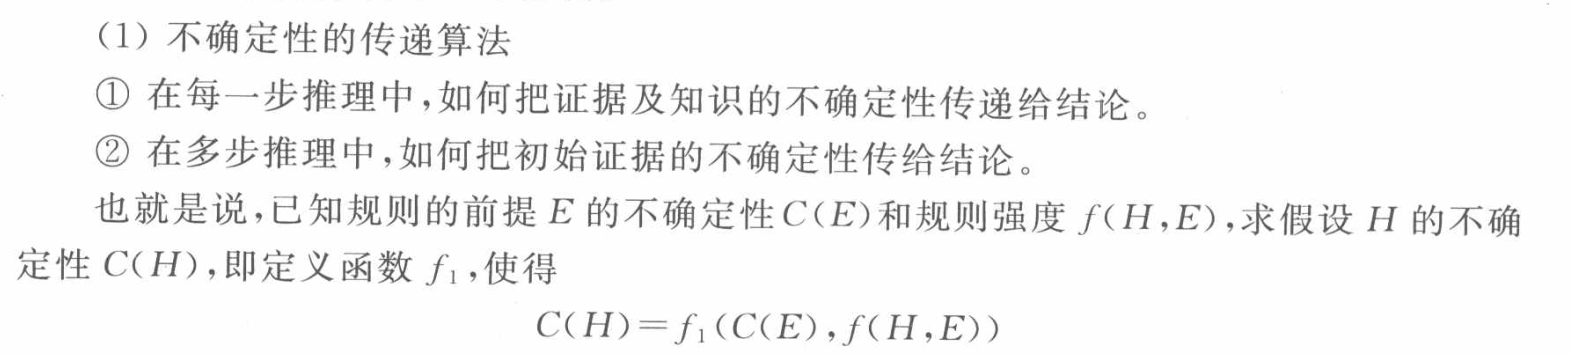 (1) 不确定性的传递算法
① 在每一步推理中,如何把证据及知识的不确定性传递给结论。
② 在多步推理中,如何把初始证据的不确定性传给结论。
也就是说,已知规则的前提 E 的不确定性 C(E)和规则强度 f(H,E),求假设 H 的不确
定性 C(H),即定义函数 f₁,使得
C(H)=f₁(C(E),f(H,E))